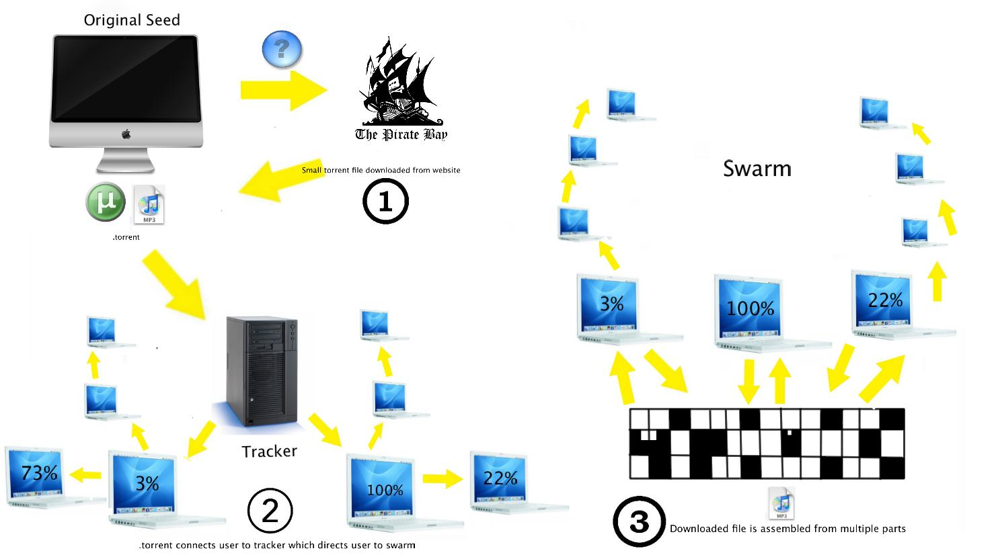 Original Seed
?
The Pirate Bay
Small torrent file downloaded from website
1
µ
MP3
.torrent
Tracker
73%
3%
100%
22%
2
.torrent connects user to tracker which directs user to swarm
Swarm
3%
100%
22%
MP3
3
Downloaded file is assembled from multiple parts